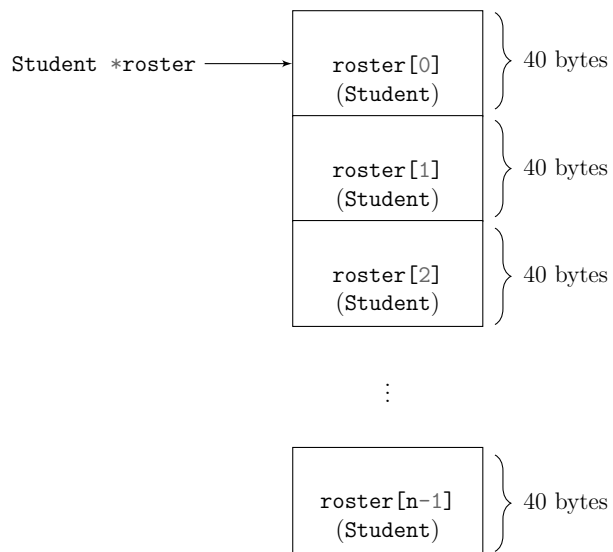 Student *roster
roster[0]
(Student)
40 bytes
roster[1]
(Student)
40 bytes
roster[2]
(Student)
40 bytes
⋮
roster[n-1]
(Student)
40 bytes